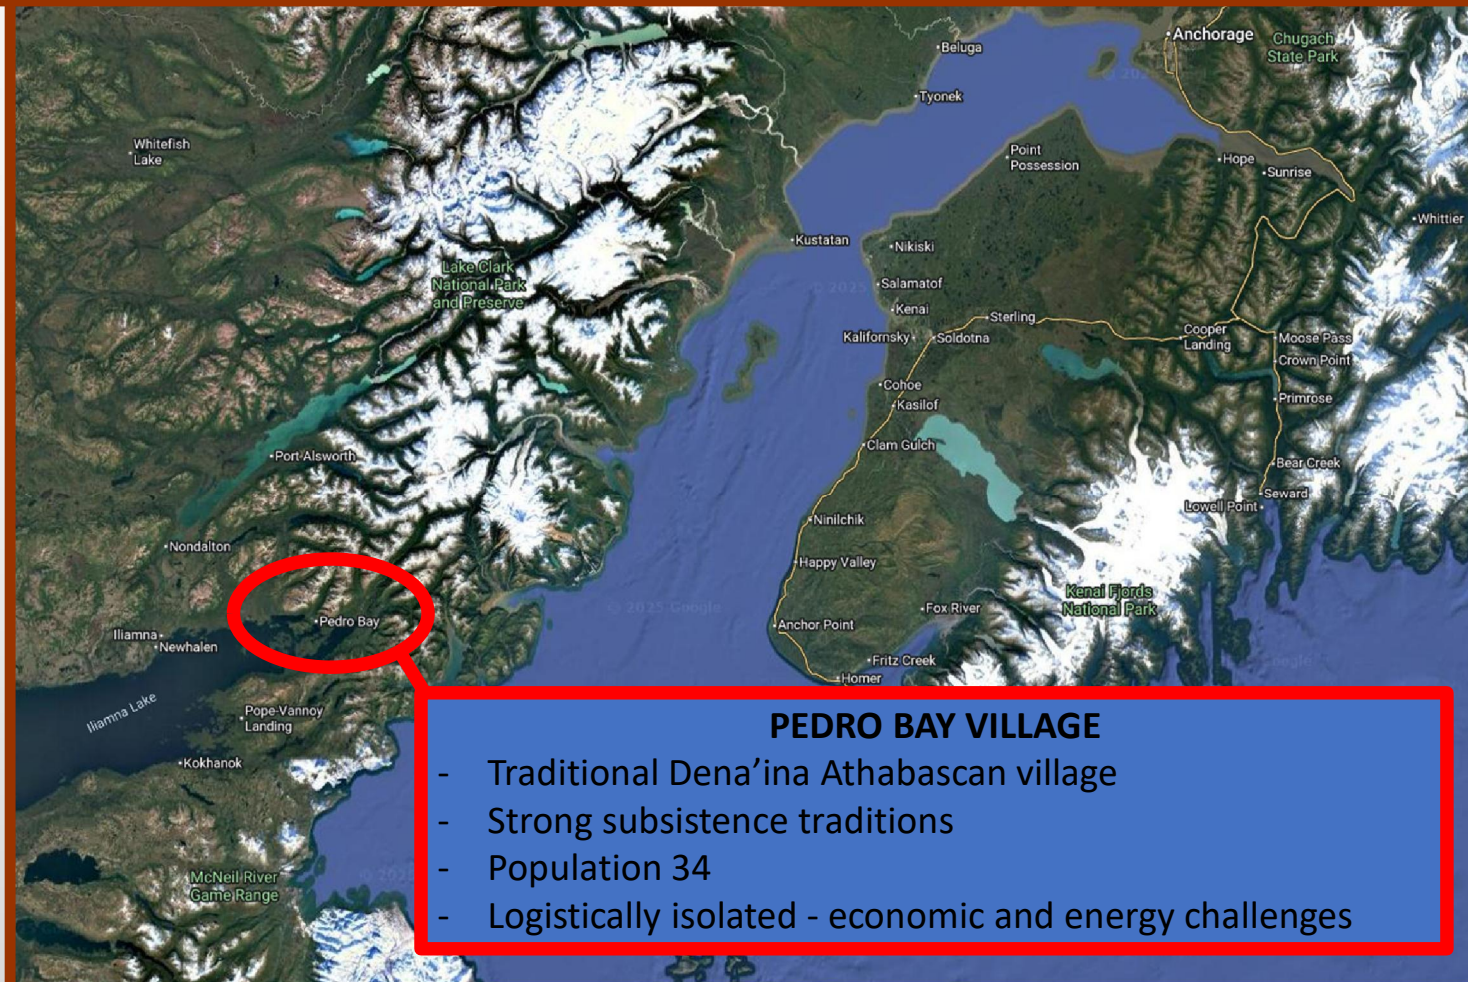 Anchorage
Chugach
State Park
Beluga
Tyonek
Whitefish
Lake
Point
Possession
Hope
Sunrise
Whittier
Kustatan
Nikiski
Lake Clark
National Park
and Preserve
Salamatof
© 2025
Kenai
Sterling
Kalifornsky
Soldotna
Cooper
Landing
Moose Pass
Crown Point
Cohoe
Kasilof
Primrose
Clam Gulch
Port Alsworth
Bear Creek
Seward
Lowell Point
Ninilchik
Nondalton
Happy Valley
Kenai Fjords
National Park
© 2025 Google
Fox River
Pedro Bay
Anchor Point
Iliamna
Newhalen
Fritz Creek
Homer
Iliamna Lake
Pope-Vannoy
Landing
Kokhanok
McNeil River
Game Range
PEDRO BAY VILLAGE
- Traditional Dena’ina Athabascan village
- Strong subsistence traditions
- Population 34
- Logistically isolated - economic and energy challenges